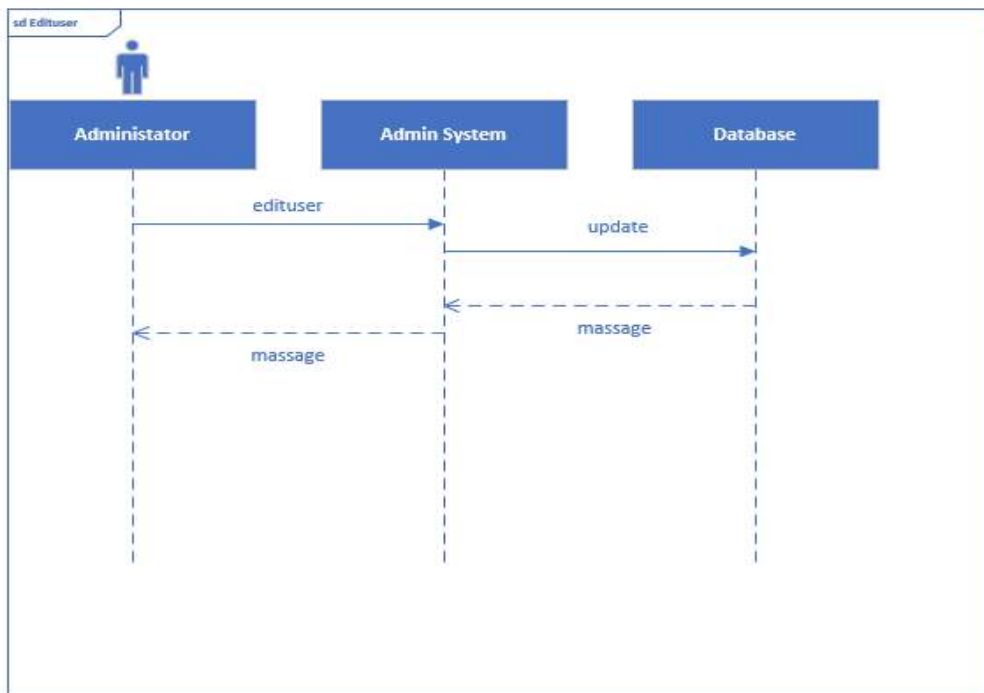 sd Edituser
Administator
Admin System
Database
edituser
update
massage
massage